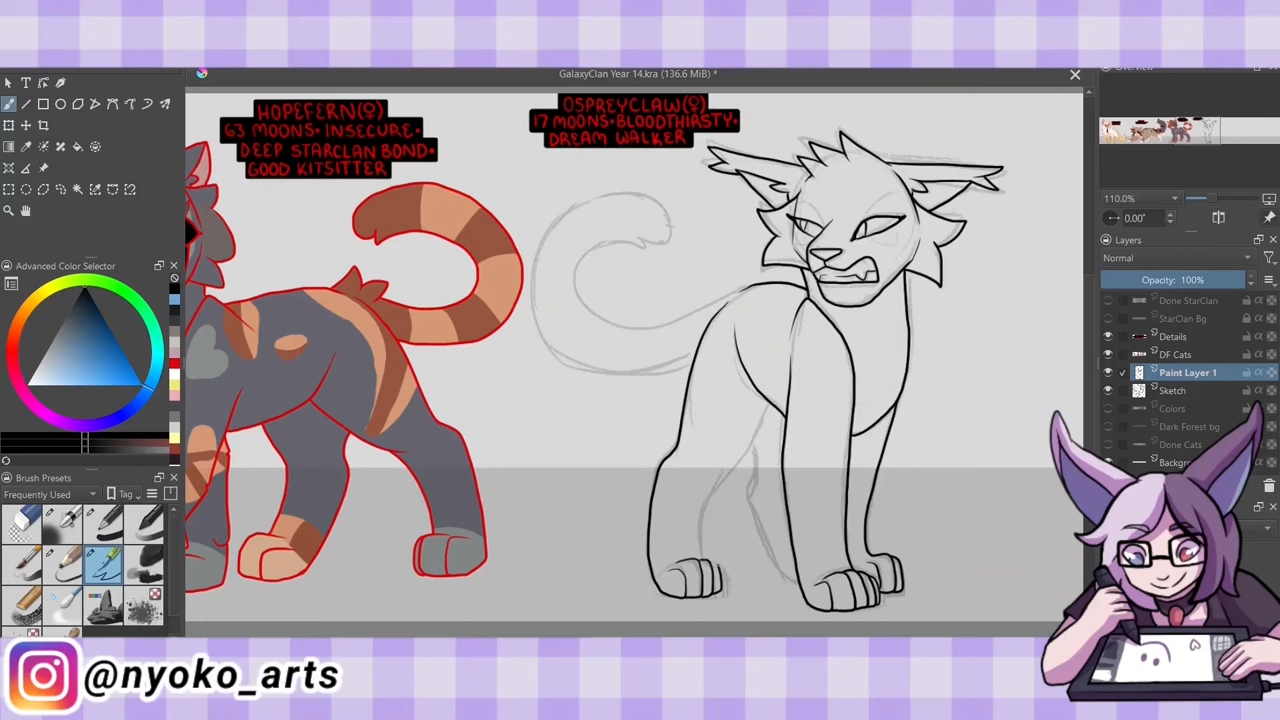 GalaxyClan Year 14.kra (136.6 MiB) *
HOPEFERN(♀)
63 MOONS • INSECURE •
DEEP STARCLAN BOND •
GOOD KITSITTER
OSPREYCLAW(♀)
17 MOONS • BLOODTHIRSTY •
DREAM WALKER
110.0%
0.00°
Layers
Normal
Opacity: 100%
Done StarClan
StarClan Bg
Details
DF Cats
Paint Layer 1
Sketch
Colors
Dark Forest bg
Done Cats
Advanced Color Selector
Brush Presets
Frequently Used
Tag
@nyoko_arts